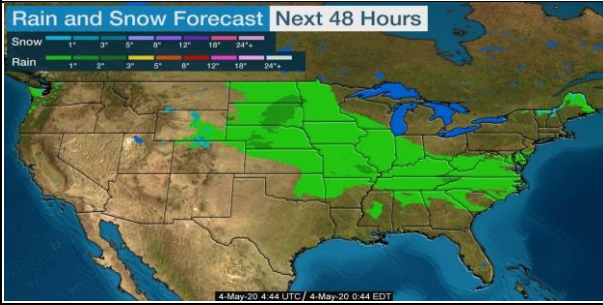 Rain and Snow Forecast Next 48 Hours
Snow 1" 3" 5" 8" 12" 18" 24"+
Rain 1" 2" 3" 5" 8" 12" 18" 24"+
4-May-20 4:44 UTC / 4-May-20 0:44 EDT